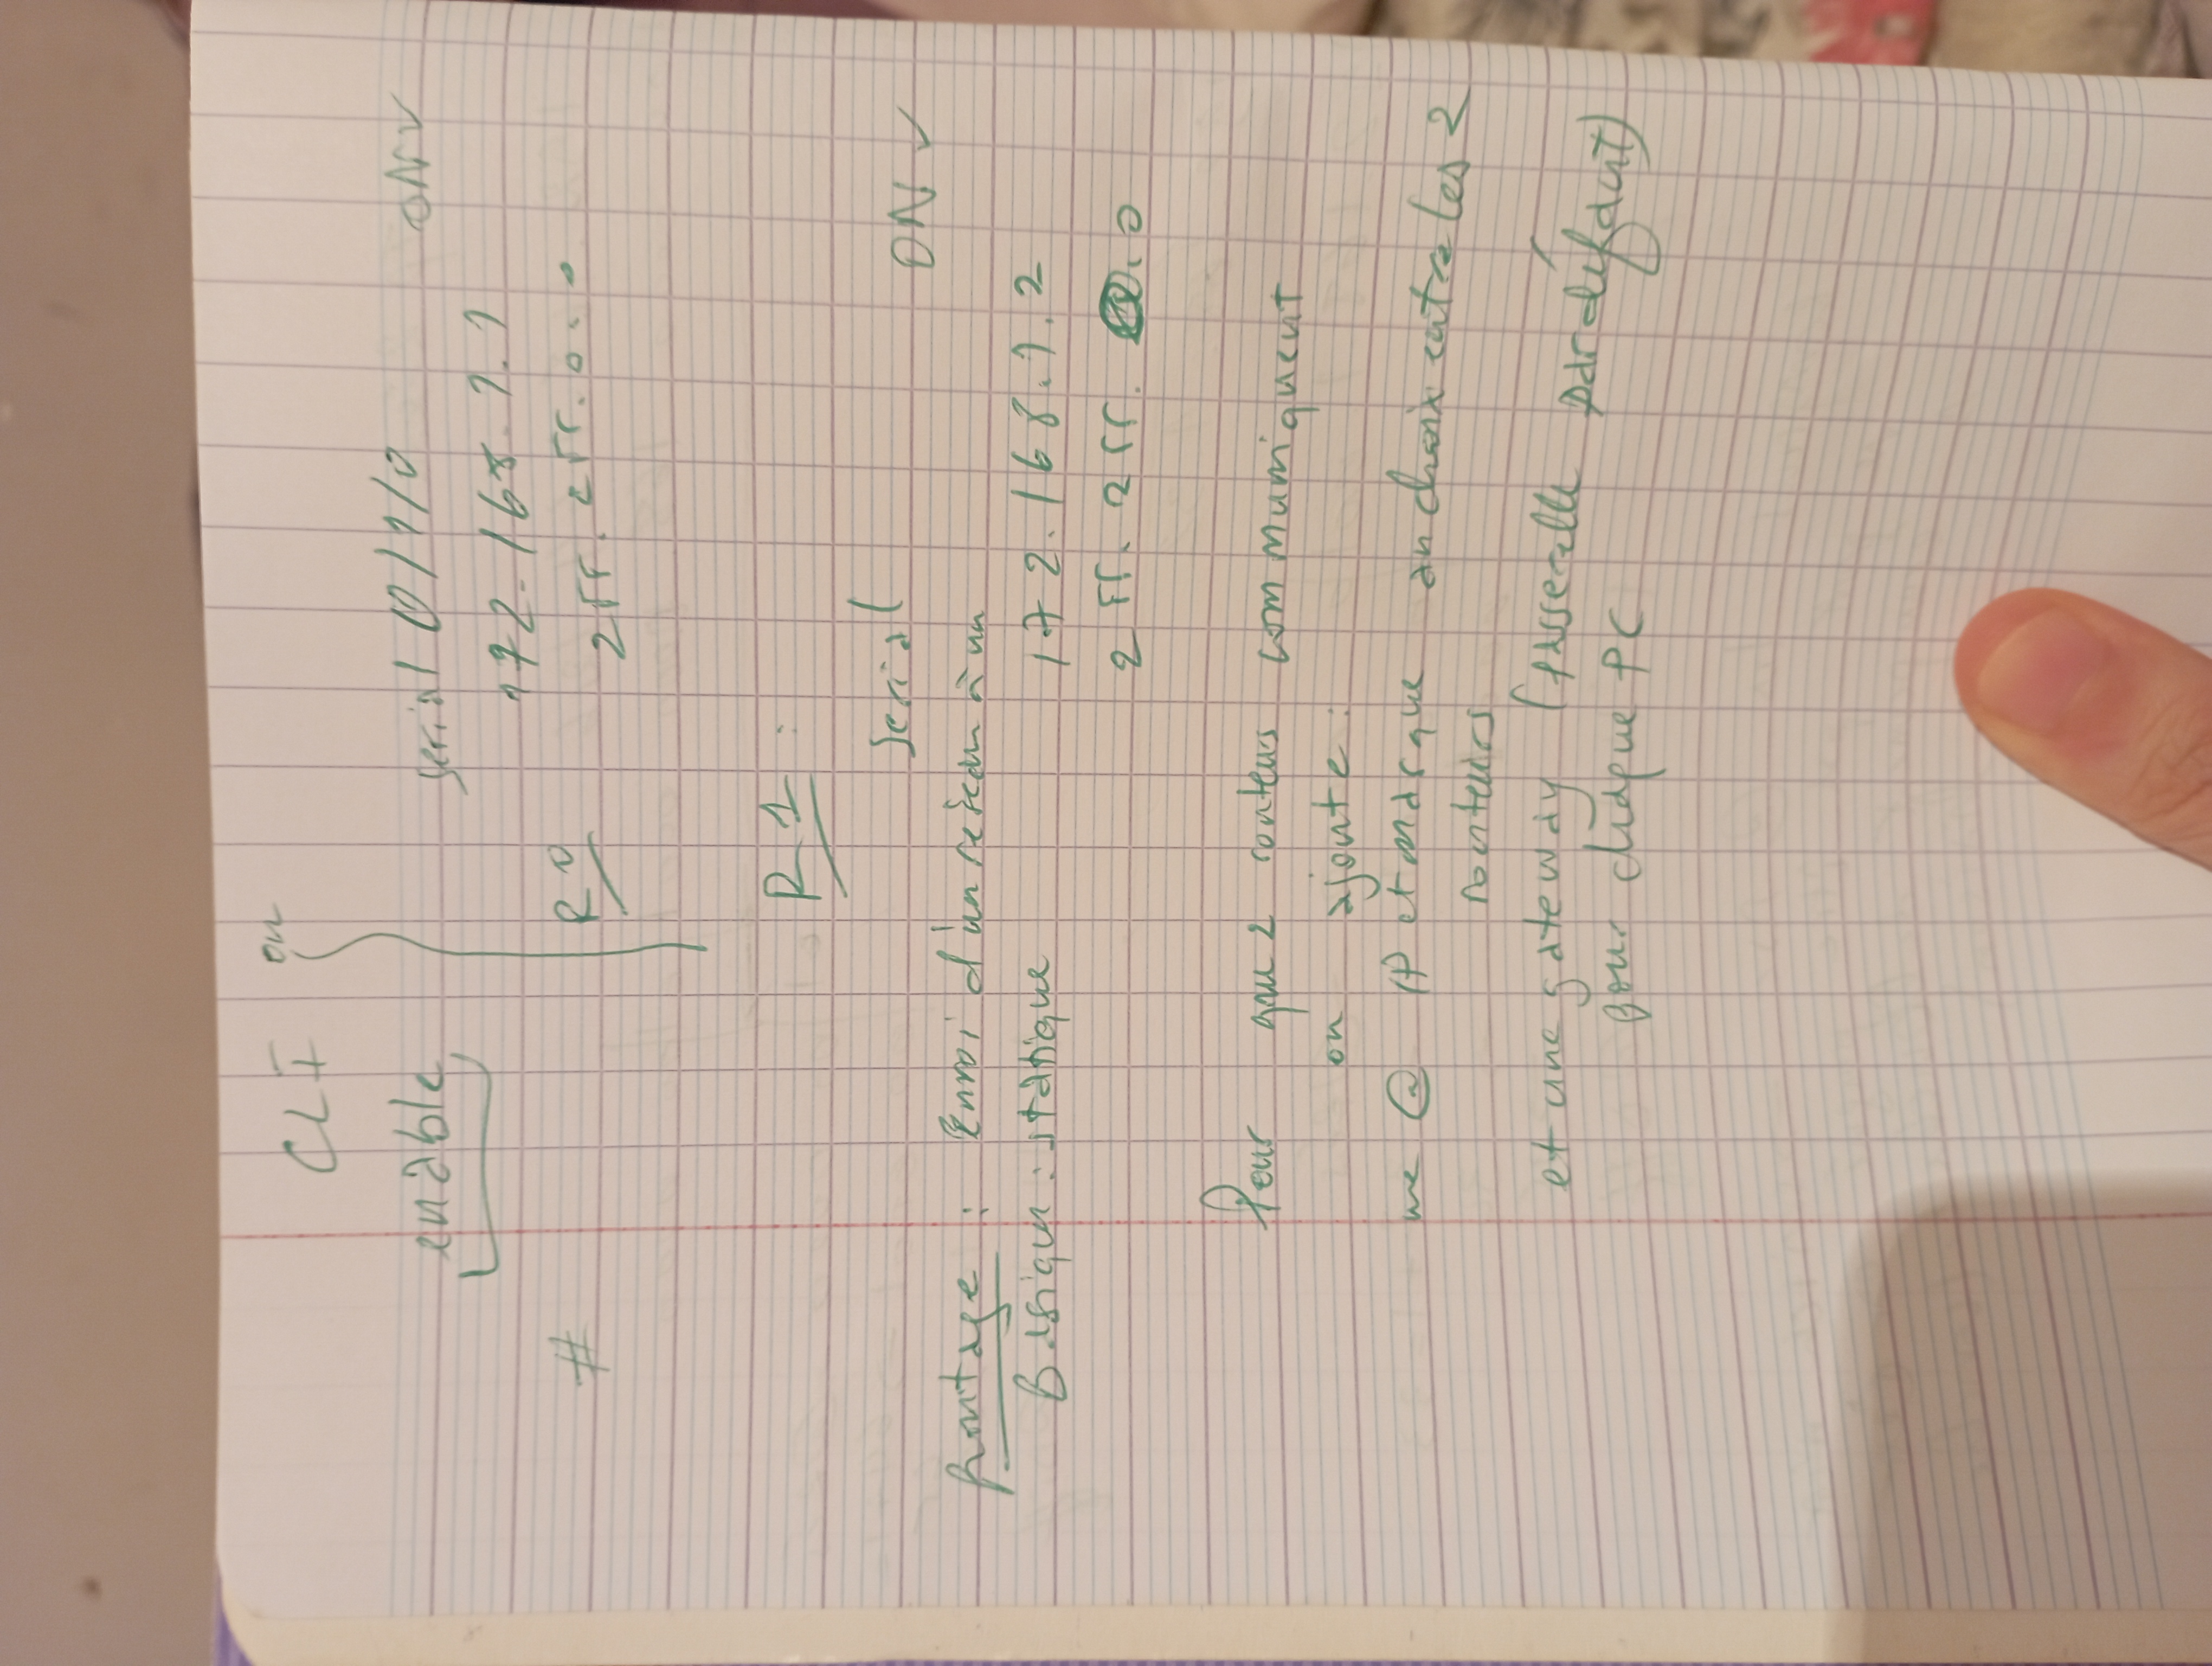 CLI ou
enable serial 0/1/0 ON ✓
172.168.1.1
# R0 255.255.0.0
R1 :
Serial ON ✓
Routage : Envoi d'un réseau à un
Basique : statique 172.168.1.2
255.255.0.0
Pour que 2 routeurs communiquent
on ajoute :
une @ IP et masque au choix entre les 2
routeurs
et une gateway (passerelle par défaut)
pour chaque PC